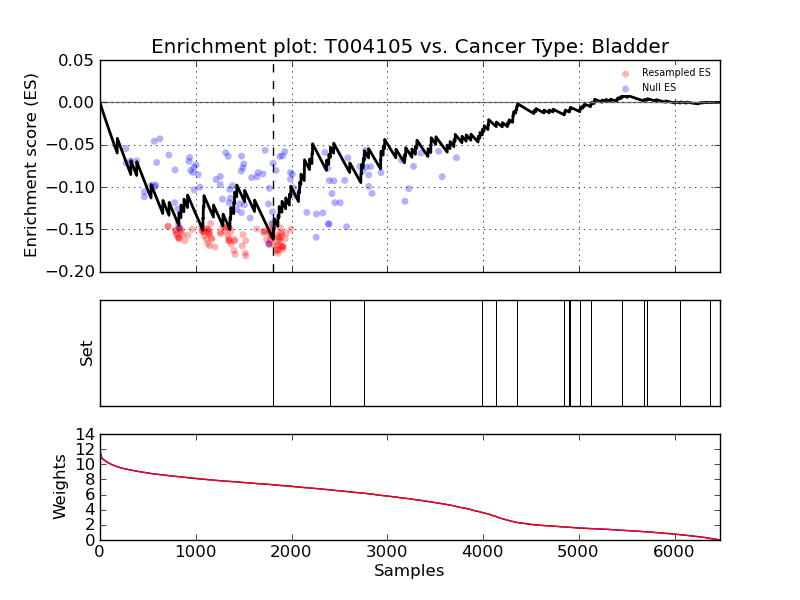 Enrichment plot: T004105 vs. Cancer Type: Bladder
Enrichment score (ES)
0.05
0.00
−0.05
−0.10
−0.15
−0.20
Resampled ES
Null ES
Set
Weights
14
12
10
8
6
4
2
0
0 1000 2000 3000 4000 5000 6000
Samples